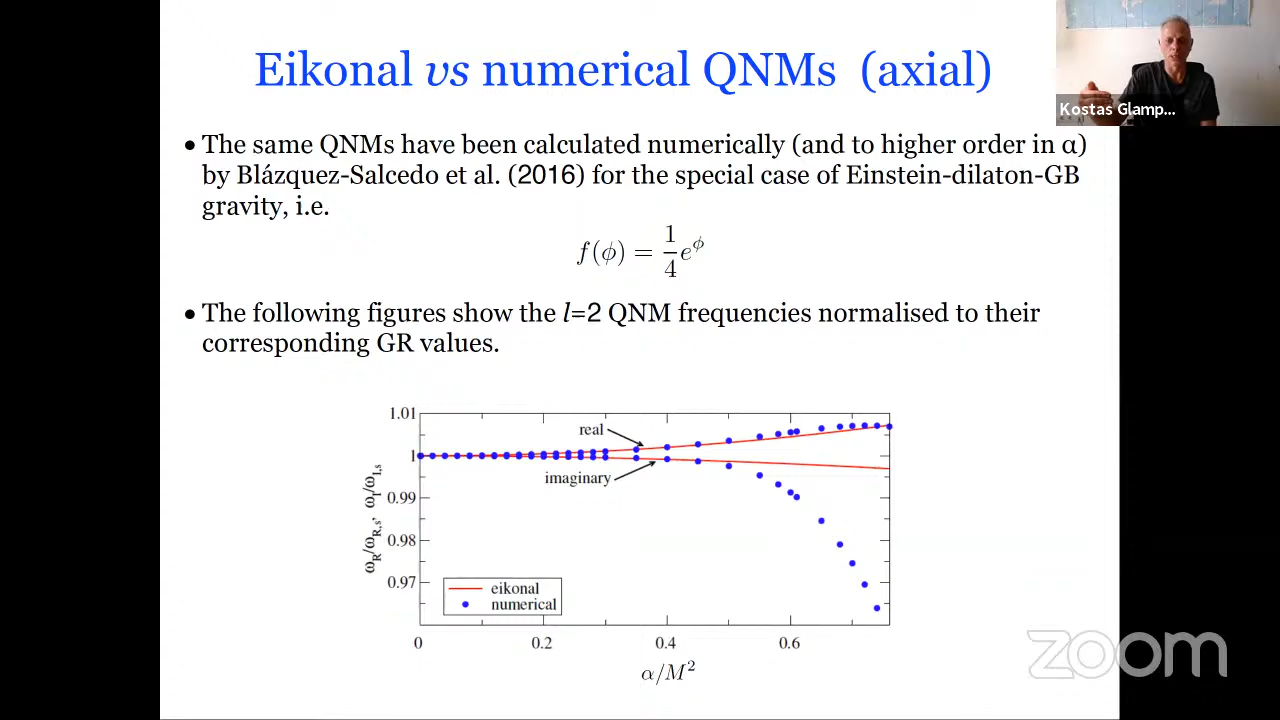 Eikonal vs numerical QNMs (axial)
Kostas Glamp...
• The same QNMs have been calculated numerically (and to higher order in α)
by Blázquez-Salcedo et al. (2016) for the special case of Einstein-dilaton-GB
gravity, i.e.
f(ϕ) = 1/4 e^ϕ
• The following figures show the l=2 QNM frequencies normalised to their
corresponding GR values.
1.01
real
1
imaginary
0.99
0.98
0.97
ω_R/ω_R,s, ω_I/ω_I,s
eikonal
numerical
0 0.2 0.4 0.6
α/M²
zoom